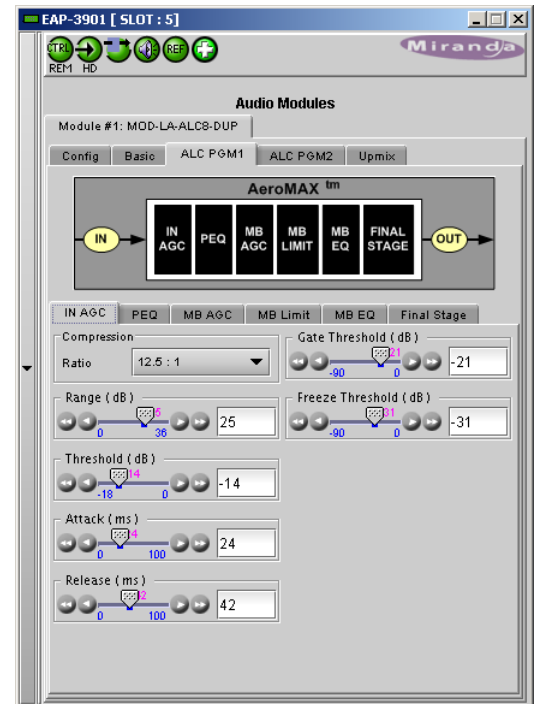 EAP-3901 [ SLOT : 5]
CTRL
REF
REM HD
Miranda
Audio Modules
Module #1: MOD-LA-ALC8-DUP
Config Basic ALC PGM1 ALC PGM2 Upmix
AeroMAX tm
IN
IN AGC
PEQ
MB AGC
MB LIMIT
MB EQ
FINAL STAGE
OUT
IN AGC PEQ MB AGC MB Limit MB EQ Final Stage
Compression
Ratio 12.5 : 1
Gate Threshold ( dB )
21
-90 0
-21
Range ( dB )
5
0 36
25
Freeze Threshold ( dB )
31
-90 0
-31
Threshold ( dB )
14
-18 0
-14
Attack ( ms )
4
0 100
24
Release ( ms )
2
0 100
42